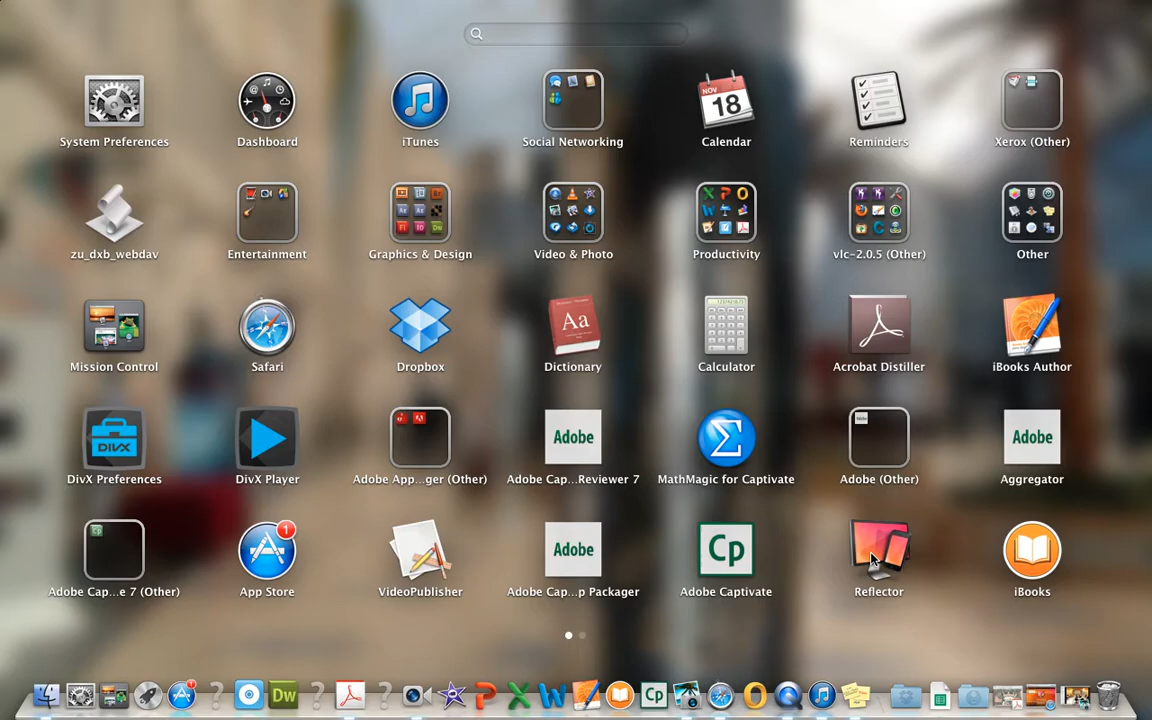 System Preferences
Dashboard
iTunes
Social Networking
NOV
18
Calendar
Reminders
Xerox (Other)
zu_dxb_webdav
Entertainment
Graphics & Design
Video & Photo
Productivity
vlc-2.0.5 (Other)
Other
Mission Control
Safari
Dropbox
Aa
Dictionary
Calculator
Acrobat Distiller
iBooks Author
DIVX
DivX Preferences
DivX Player
Adobe App...ger (Other)
Adobe
Adobe Cap...Reviewer 7
Σ
MathMagic for Captivate
Adobe (Other)
Adobe
Aggregator
Adobe Cap...e 7 (Other)
1
App Store
VideoPublisher
Adobe
Adobe Cap...p Packager
Cp
Adobe Captivate
Reflector
iBooks
? Dw ? ? P X W Cp O